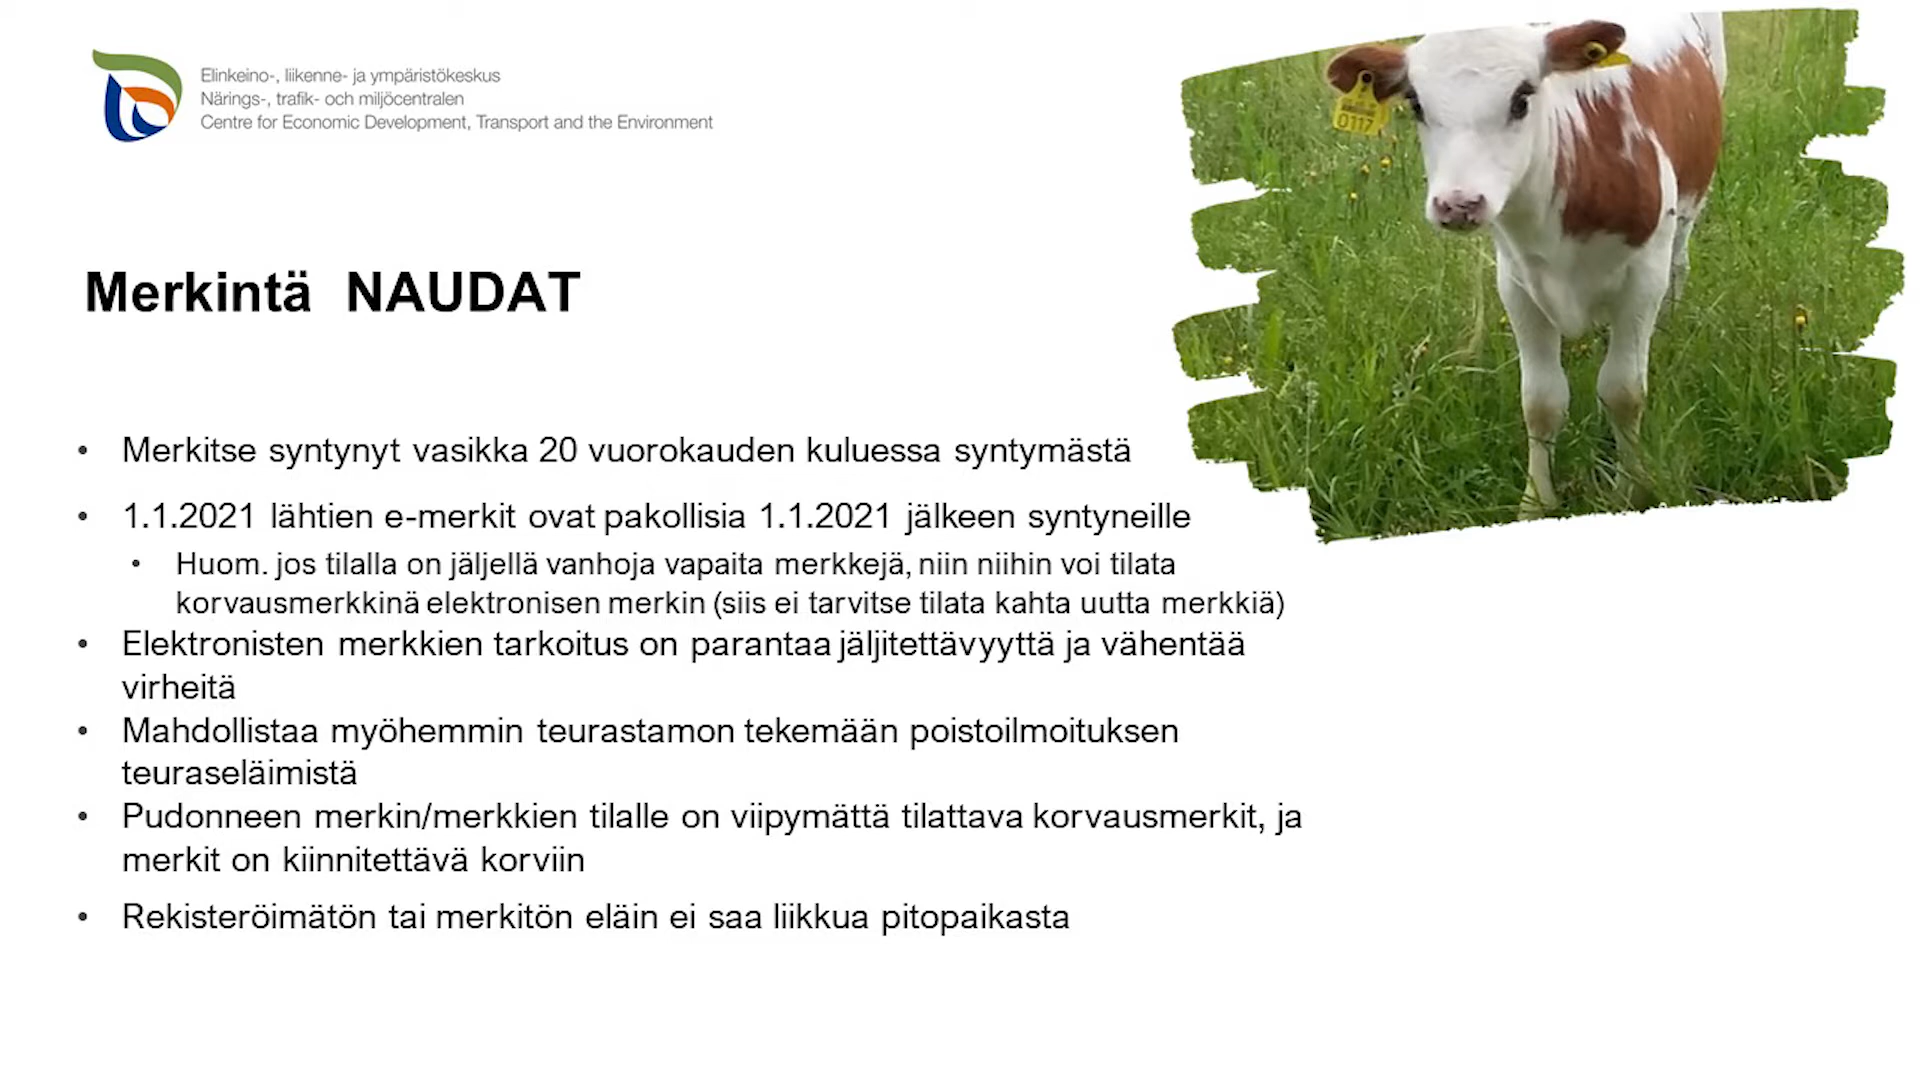 Elinkeino-, liikenne- ja ympäristökeskus
Närings-, trafik- och miljöcentralen
Centre for Economic Development, Transport and the Environment
0117
Merkintä NAUDAT
• Merkitse syntynyt vasikka 20 vuorokauden kuluessa syntymästä
• 1.1.2021 lähtien e-merkit ovat pakollisia 1.1.2021 jälkeen syntyneille
• Huom. jos tilalla on jäljellä vanhoja vapaita merkkejä, niin niihin voi tilata
korvausmerkkinä elektronisen merkin (siis ei tarvitse tilata kahta uutta merkkiä)
• Elektronisten merkkien tarkoitus on parantaa jäljitettävyyttä ja vähentää
virheitä
• Mahdollistaa myöhemmin teurastamon tekemään poistoilmoituksen
teuraseläimistä
• Pudonneen merkin/merkkien tilalle on viipymättä tilattava korvausmerkit, ja
merkit on kiinnitettävä korviin
• Rekisteröimätön tai merkitön eläin ei saa liikkua pitopaikasta